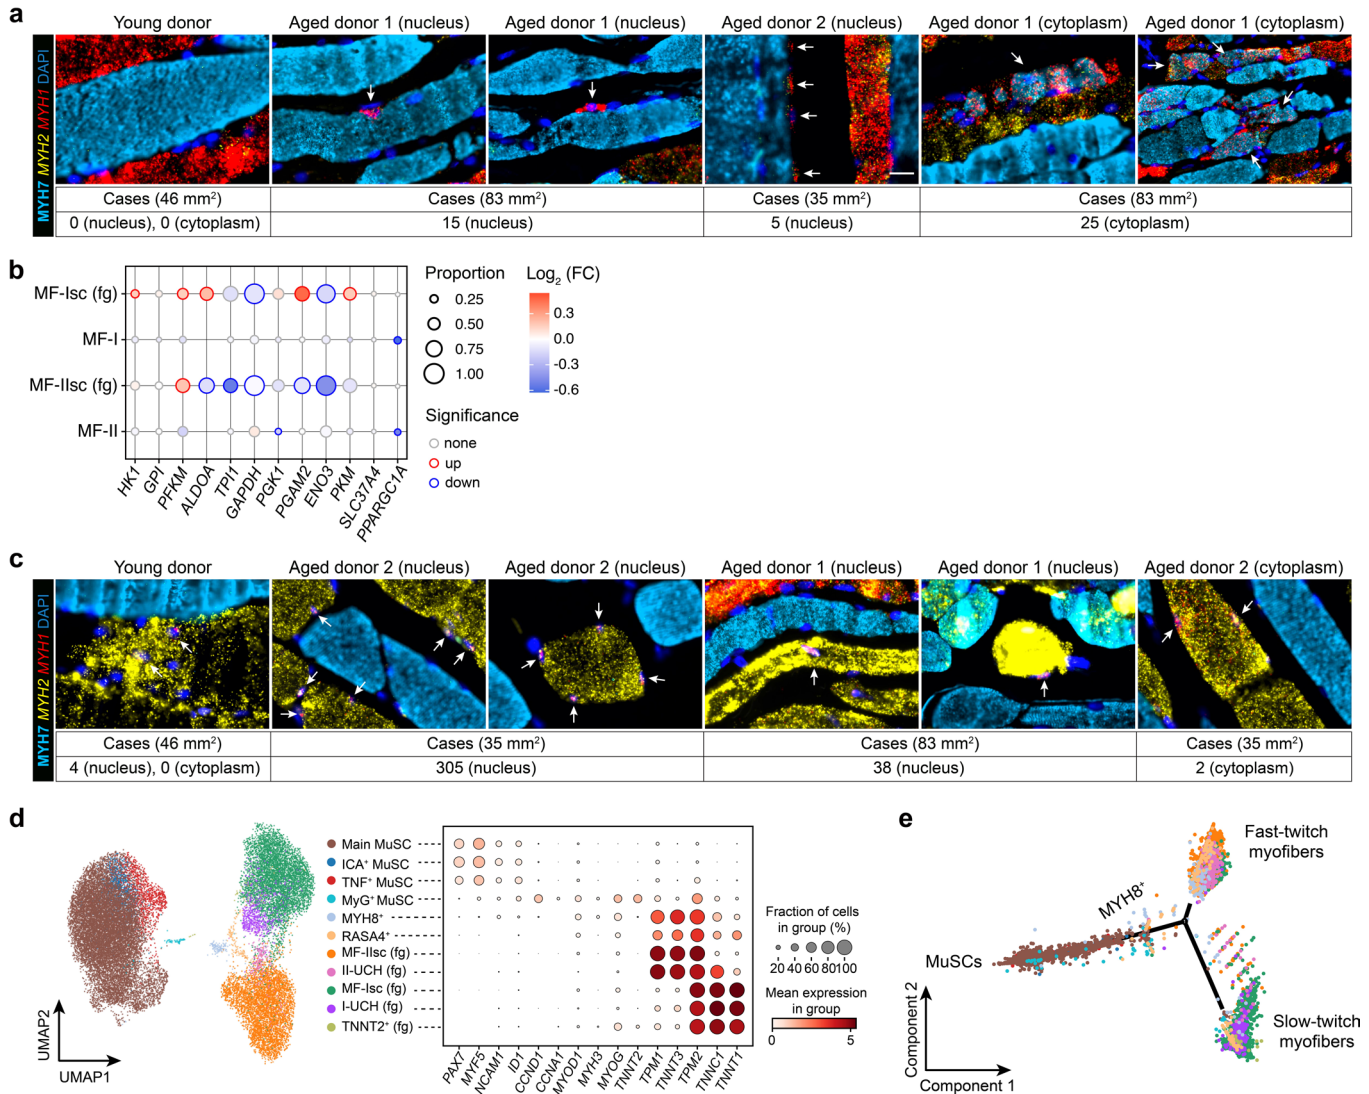 a
Young donor
Aged donor 1 (nucleus)
Aged donor 1 (nucleus)
Aged donor 2 (nucleus)
Aged donor 1 (cytoplasm)
Aged donor 1 (cytoplasm)
MYH7 MYH2 MYH1 DAPI
Cases (46 mm²)
Cases (83 mm²)
Cases (35 mm²)
Cases (83 mm²)
0 (nucleus), 0 (cytoplasm)
15 (nucleus)
5 (nucleus)
25 (cytoplasm)
b
MF-Isc (fg)
MF-I
MF-IIsc (fg)
MF-II
HK1
GPI
PFKM
ALDOA
TPI1
GAPDH
PGK1
PGAM2
ENO3
PKM
SLC37A4
PPARGC1A
Proportion
0.25
0.50
0.75
1.00
Significance
none
up
down
Log₂ (FC)
0.3
0.0
-0.3
-0.6
c
Young donor
Aged donor 2 (nucleus)
Aged donor 2 (nucleus)
Aged donor 1 (nucleus)
Aged donor 1 (nucleus)
Aged donor 2 (cytoplasm)
MYH7 MYH2 MYH1 DAPI
Cases (46 mm²)
Cases (35 mm²)
Cases (83 mm²)
Cases (35 mm²)
4 (nucleus), 0 (cytoplasm)
305 (nucleus)
38 (nucleus)
2 (cytoplasm)
d
UMAP2
UMAP1
Main MuSC
ICA⁺ MuSC
TNF⁺ MuSC
MyG⁺ MuSC
MYH8⁺
RASA4⁺
MF-IIsc (fg)
II-UCH (fg)
MF-Isc (fg)
I-UCH (fg)
TNNT2⁺ (fg)
PAX7
MYF5
NCAM1
ID1
CCND1
CCNA1
MYOD1
MYH3
MYOG
TNNT2
TPM1
TNNT3
TPM2
TNNC1
TNNT1
Fraction of cells
in group (%)
20 40 60 80100
Mean expression
in group
0 5
e
Fast-twitch
myofibers
MYH8⁺
MuSCs
Slow-twitch
myofibers
Component 2
Component 1